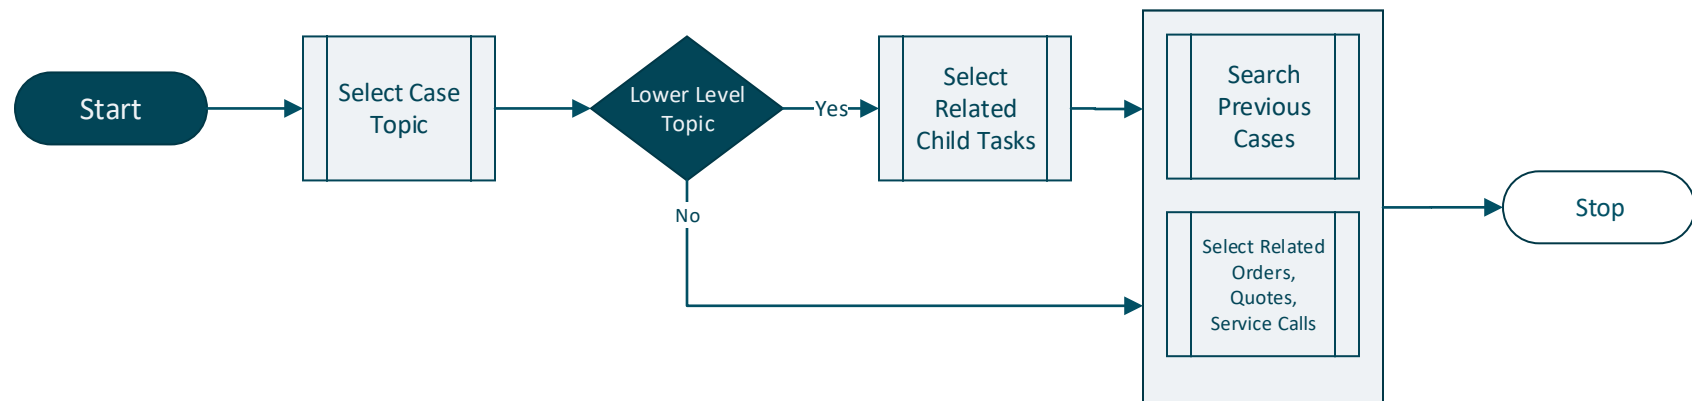 Start
Select Case
Topic
Lower Level
Topic
Yes
No
Select
Related
Child Tasks
Search
Previous
Cases
Select Related
Orders,
Quotes,
Service Calls
Stop